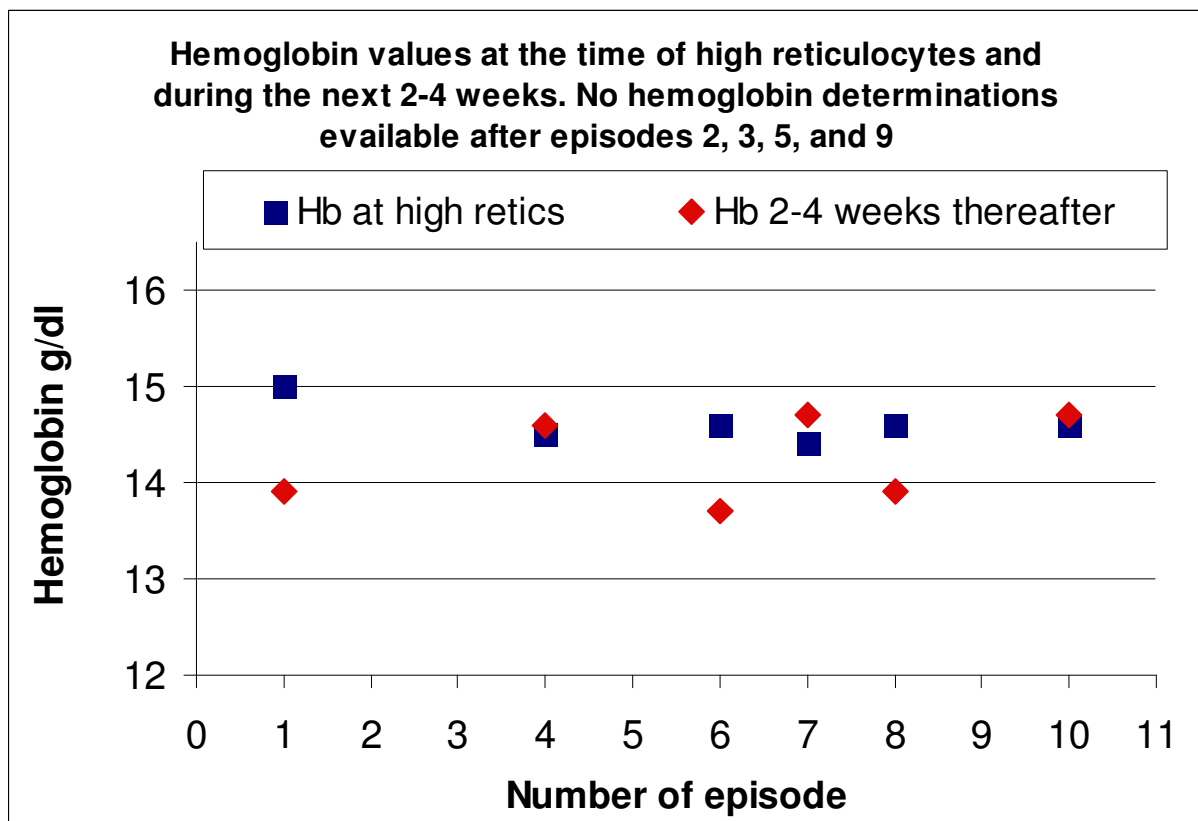 Hemoglobin values at the time of high reticulocytes and
during the next 2-4 weeks. No hemoglobin determinations
evailable after episodes 2, 3, 5, and 9
Hb at high retics Hb 2-4 weeks thereafter
Hemoglobin g/dl
16
15
14
13
12
0 1 2 3 4 5 6 7 8 9 10 11
Number of episode